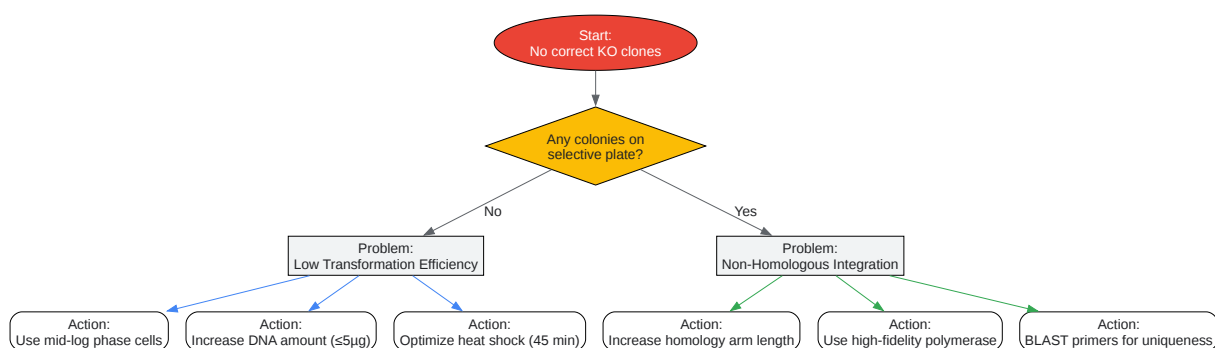 Start:
No correct KO clones
Any colonies on
selective plate?
No
Yes
Problem:
Low Transformation Efficiency
Problem:
Non-Homologous Integration
Action:
Use mid-log phase cells
Action:
Increase DNA amount (≤5µg)
Action:
Optimize heat shock (45 min)
Action:
Increase homology arm length
Action:
Use high-fidelity polymerase
Action:
BLAST primers for uniqueness